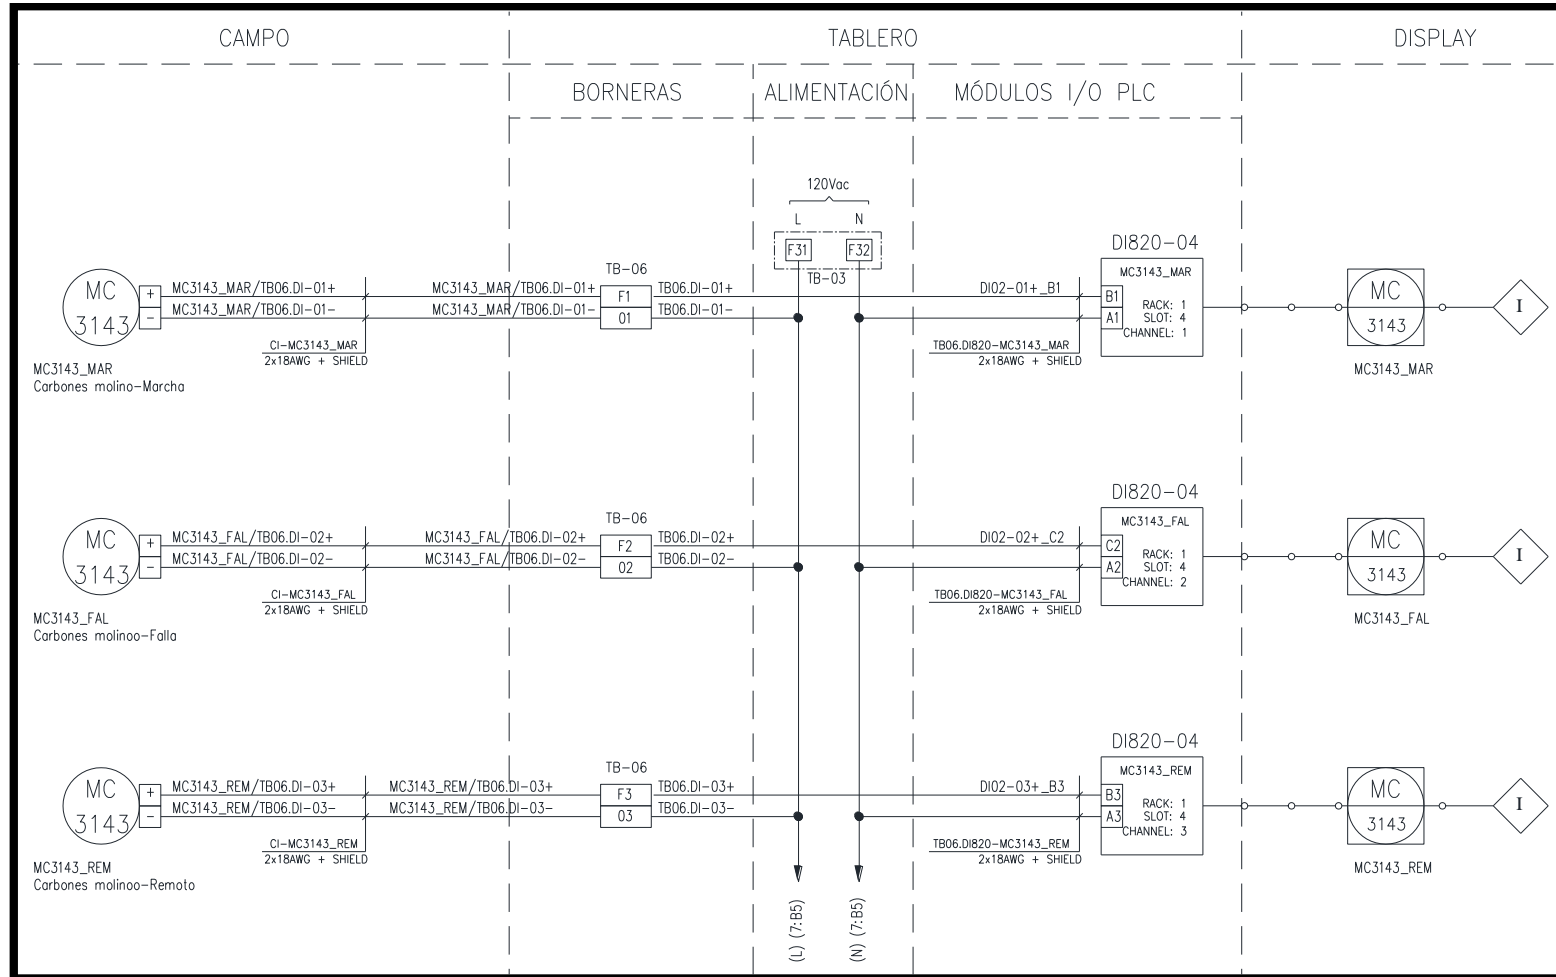 CAMPO
TABLERO
DISPLAY
BORNERAS
ALIMENTACIÓN
MÓDULOS I/O PLC
120Vac
L
N
F31
F32
TB-03
MC
3143
+
-
MC3143_MAR/TB06.DI-01+
MC3143_MAR/TB06.DI-01-
CI-MC3143_MAR
2x18AWG + SHIELD
MC3143_MAR
Carbones molino-Marcha
MC3143_MAR/TB06.DI-01+
MC3143_MAR/TB06.DI-01-
TB-06
F1
01
TB06.DI-01+
TB06.DI-01-
DI02-01+_B1
TB06.DI820-MC3143_MAR
2x18AWG + SHIELD
DI820-04
MC3143_MAR
B1
A1
RACK: 1
SLOT: 4
CHANNEL: 1
MC
3143
MC3143_MAR
I
MC
3143
+
-
MC3143_FAL/TB06.DI-02+
MC3143_FAL/TB06.DI-02-
CI-MC3143_FAL
2x18AWG + SHIELD
MC3143_FAL
Carbones molinoo-Falla
MC3143_FAL/TB06.DI-02+
MC3143_FAL/TB06.DI-02-
TB-06
F2
02
TB06.DI-02+
TB06.DI-02-
DI02-02+_C2
TB06.DI820-MC3143_FAL
2x18AWG + SHIELD
DI820-04
MC3143_FAL
C2
A2
RACK: 1
SLOT: 4
CHANNEL: 2
MC
3143
MC3143_FAL
I
MC
3143
+
-
MC3143_REM/TB06.DI-03+
MC3143_REM/TB06.DI-03-
CI-MC3143_REM
2x18AWG + SHIELD
MC3143_REM
Carbones molinoo-Remoto
MC3143_REM/TB06.DI-03+
MC3143_REM/TB06.DI-03-
TB-06
F3
03
TB06.DI-03+
TB06.DI-03-
DI02-03+_B3
TB06.DI820-MC3143_REM
2x18AWG + SHIELD
DI820-04
MC3143_REM
B3
A3
RACK: 1
SLOT: 4
CHANNEL: 3
MC
3143
MC3143_REM
I
(L) (7:B5)
(N) (7:B5)